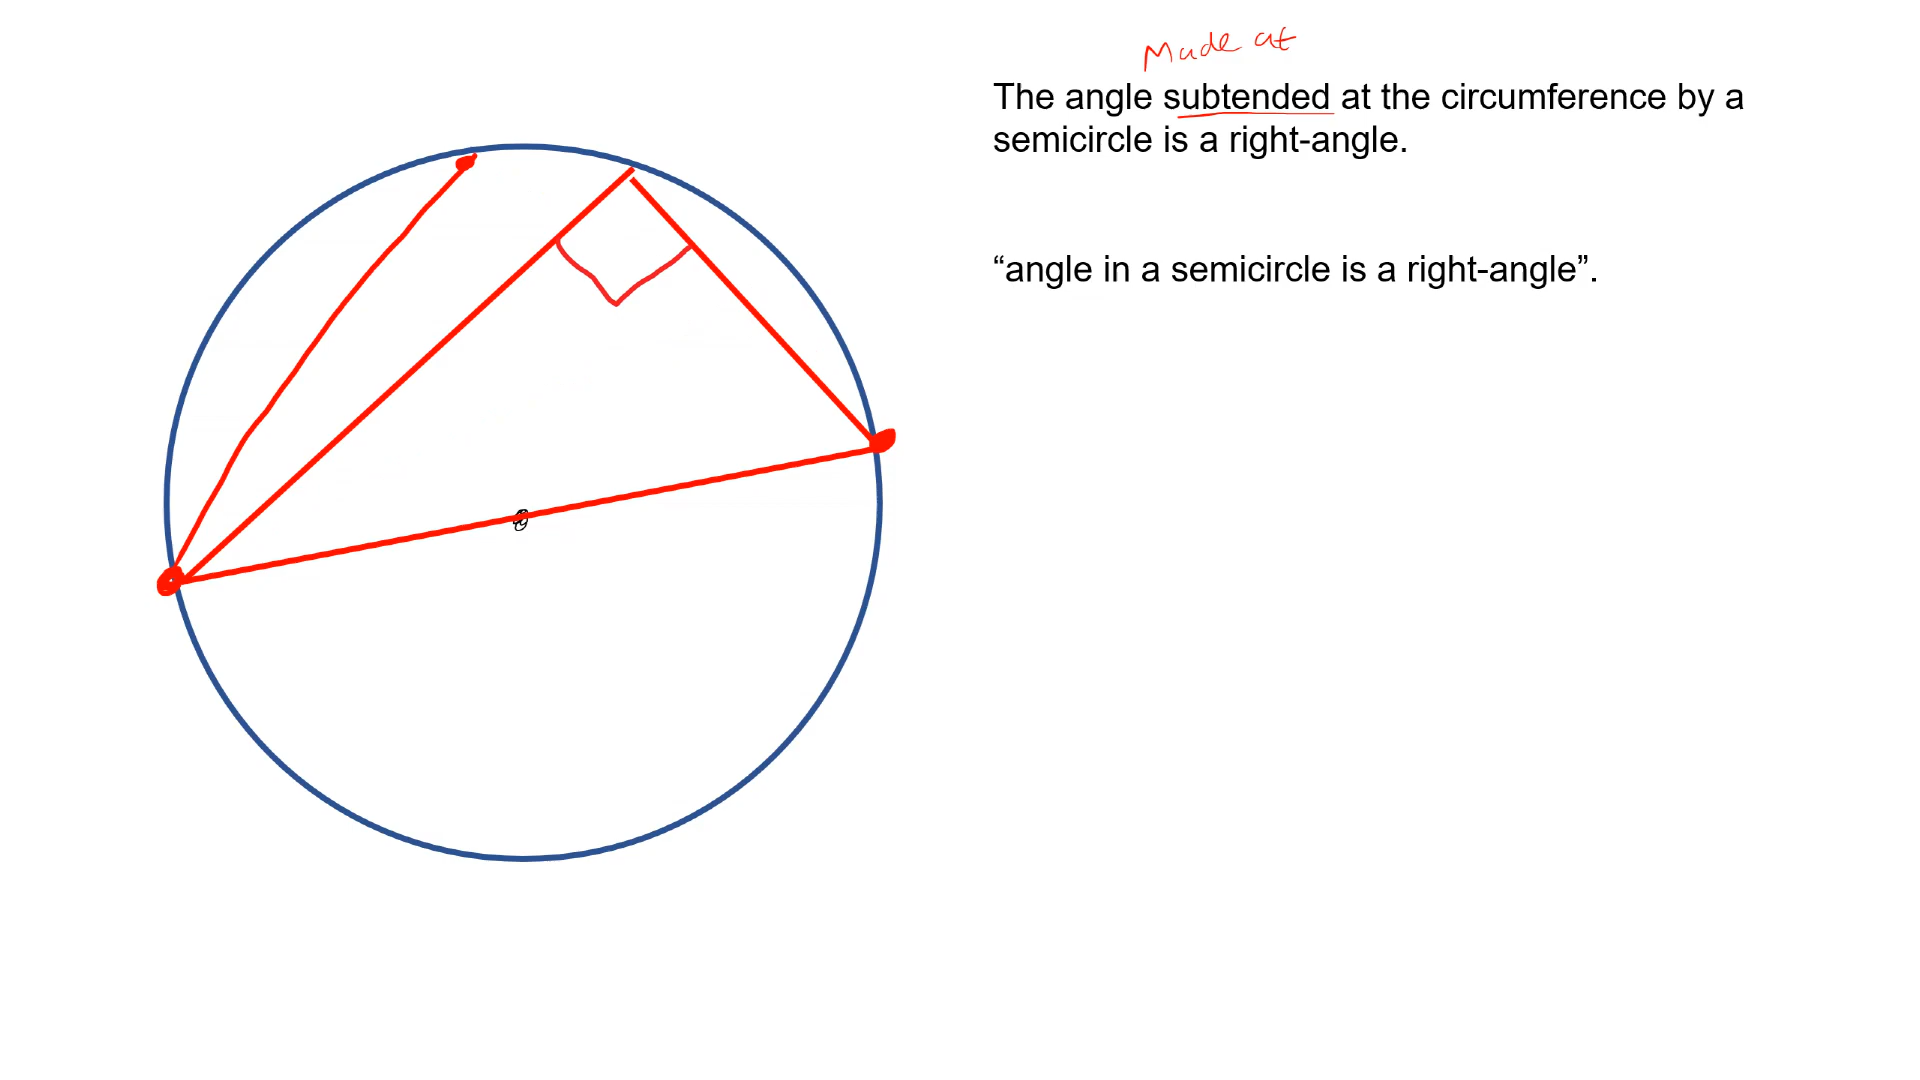 Made at
The angle subtended at the circumference by a
semicircle is a right-angle.
“angle in a semicircle is a right-angle”.